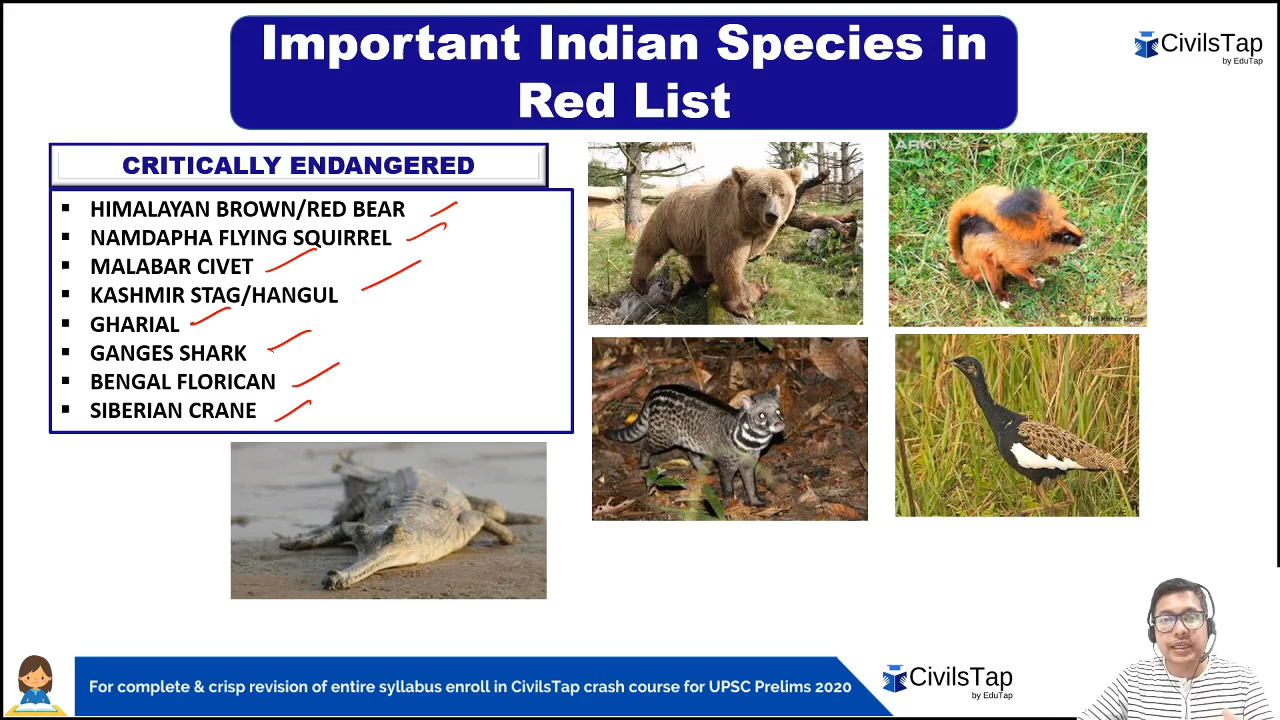 Important Indian Species in
Red List
CivilsTap
by EduTap
CRITICALLY ENDANGERED
▪ HIMALAYAN BROWN/RED BEAR
▪ NAMDAPHA FLYING SQUIRREL
▪ MALABAR CIVET
▪ KASHMIR STAG/HANGUL
▪ GHARIAL
▪ GANGES SHARK
▪ BENGAL FLORICAN
▪ SIBERIAN CRANE
For complete & crisp revision of entire syllabus enroll in CivilsTap crash course for UPSC Prelims 2020
CivilsTap
by EduTap